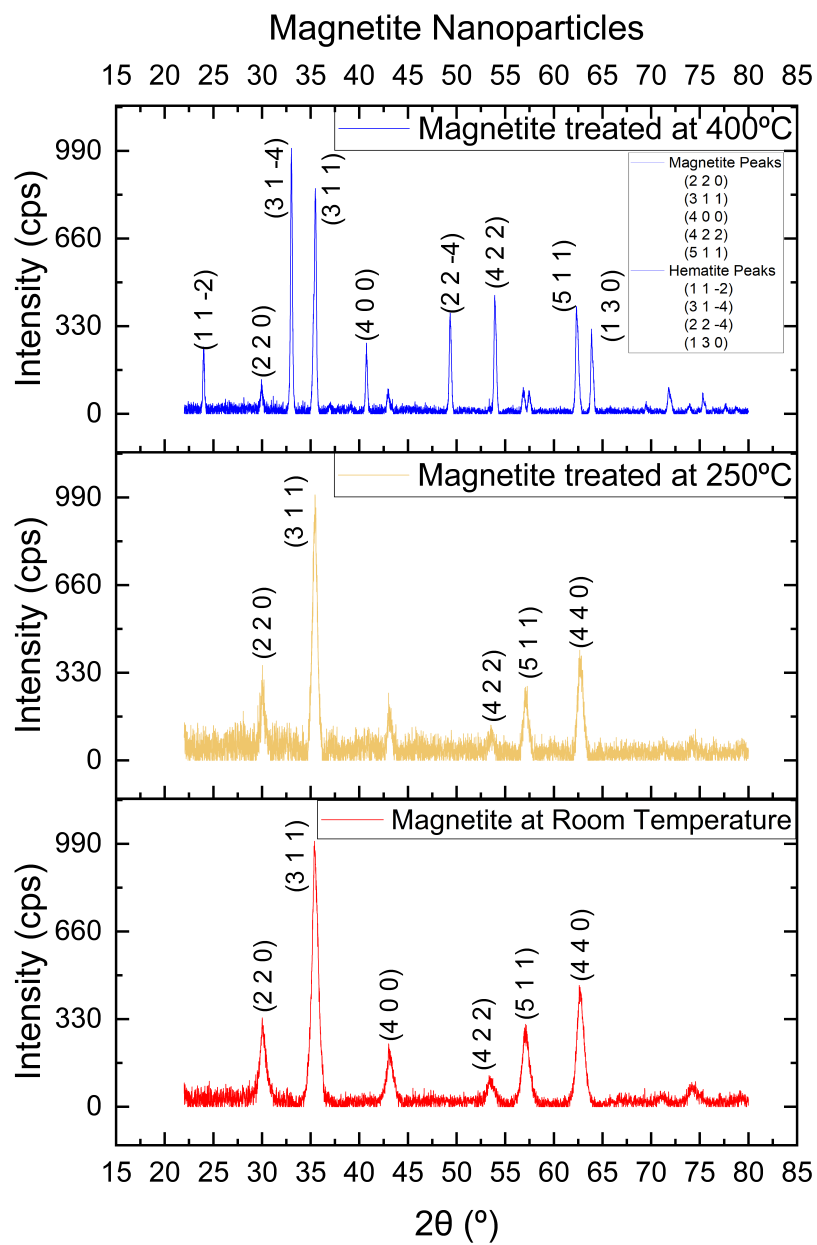 Magnetite Nanoparticles
15 20 25 30 35 40 45 50 55 60 65 70 75 80 85
Magnetite treated at 400ºC
Intensity (cps)
990
660
330
0
(1 1 -2)
(2 2 0)
(3 1 -4)
(3 1 1)
(4 0 0)
(2 2 -4)
(4 2 2)
(5 1 1)
(1 3 0)
Magnetite Peaks
(2 2 0)
(3 1 1)
(4 0 0)
(4 2 2)
(5 1 1)
Hematite Peaks
(1 1 -2)
(3 1 -4)
(2 2 -4)
(1 3 0)
Magnetite treated at 250ºC
Intensity (cps)
990
660
330
0
(2 2 0)
(3 1 1)
(4 2 2)
(5 1 1)
(4 4 0)
Magnetite at Room Temperature
Intensity (cps)
990
660
330
0
(2 2 0)
(3 1 1)
(4 0 0)
(4 2 2)
(5 1 1)
(4 4 0)
15 20 25 30 35 40 45 50 55 60 65 70 75 80 85
2θ (º)